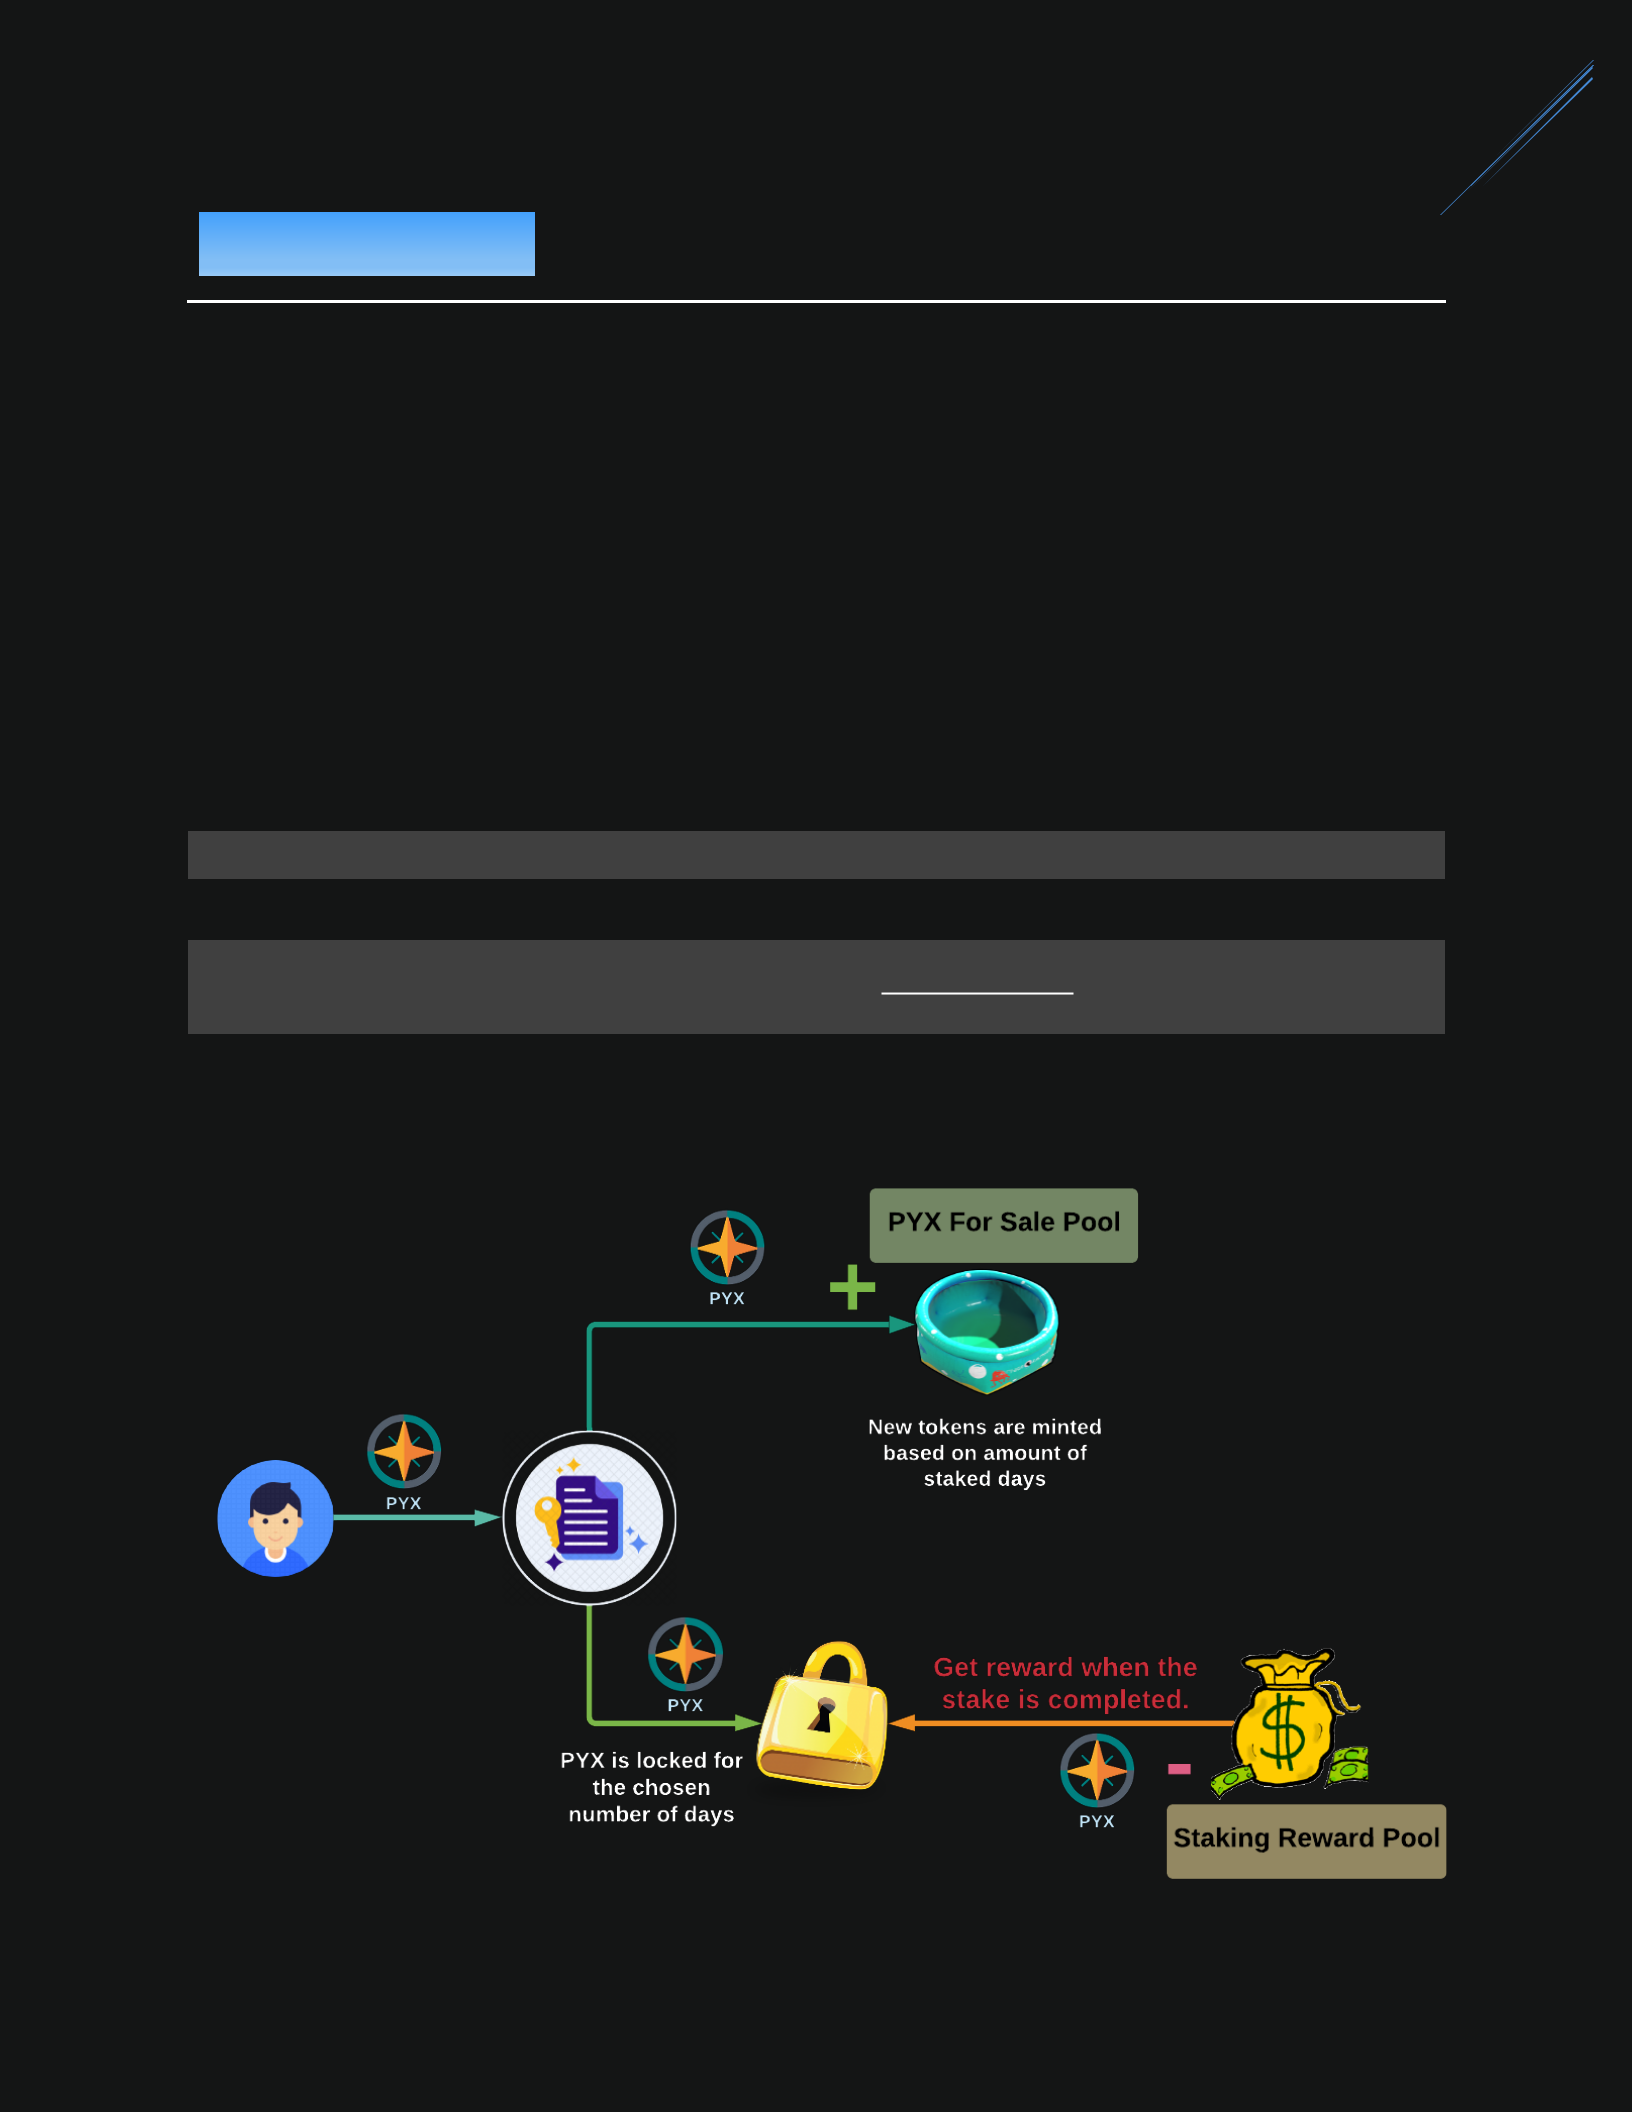 PYX For Sale Pool
PYX
New tokens are minted
based on amount of
staked days
PYX
PYX
PYX is locked for
the chosen
number of days
Get reward when the
stake is completed.
PYX
Staking Reward Pool